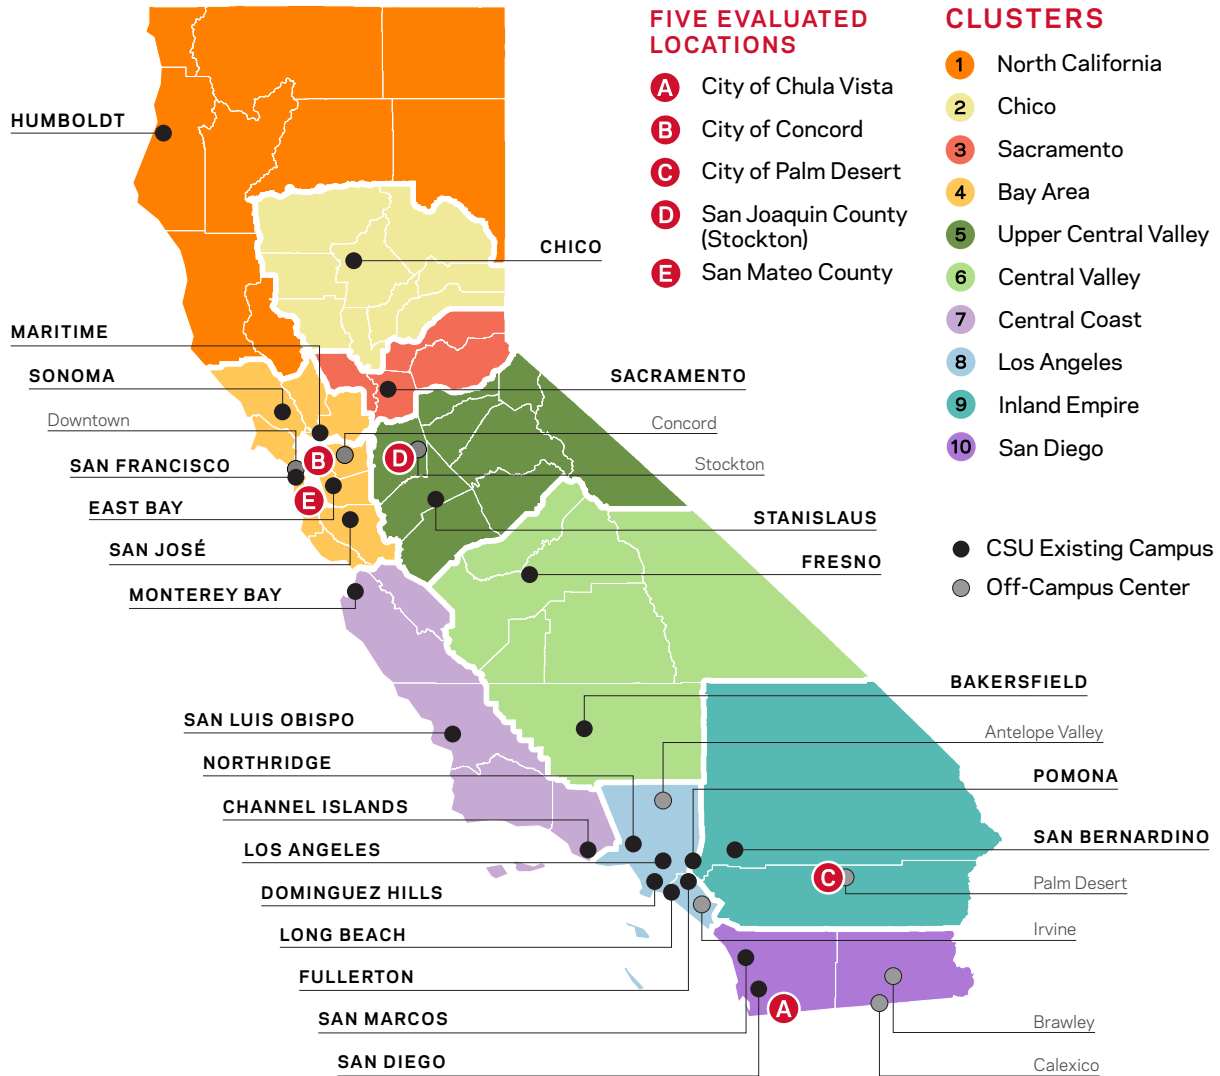 FIVE EVALUATED
LOCATIONS
A City of Chula Vista
B City of Concord
C City of Palm Desert
D San Joaquin County
(Stockton)
E San Mateo County
CLUSTERS
1 North California
2 Chico
3 Sacramento
4 Bay Area
5 Upper Central Valley
6 Central Valley
7 Central Coast
8 Los Angeles
9 Inland Empire
10 San Diego
CSU Existing Campus
Off-Campus Center
HUMBOLDT
CHICO
MARITIME
SONOMA
SACRAMENTO
Downtown
Concord
B
D
SAN FRANCISCO
Stockton
E
EAST BAY
STANISLAUS
SAN JOSÉ
FRESNO
MONTEREY BAY
BAKERSFIELD
SAN LUIS OBISPO
Antelope Valley
NORTHRIDGE
POMONA
CHANNEL ISLANDS
SAN BERNARDINO
LOS ANGELES
C
Palm Desert
DOMINGUEZ HILLS
Irvine
LONG BEACH
FULLERTON
A
SAN MARCOS
Brawley
SAN DIEGO
Calexico